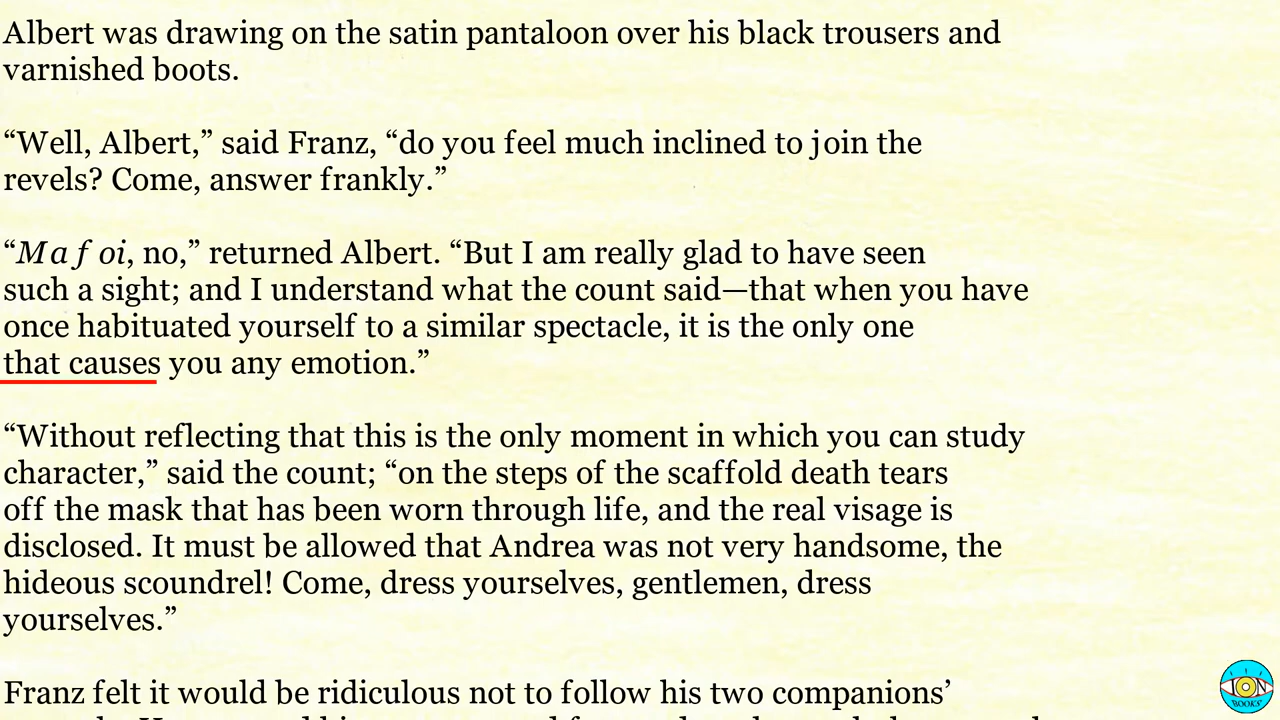 Albert was drawing on the satin pantaloon over his black trousers and
varnished boots.
“Well, Albert,” said Franz, “do you feel much inclined to join the
revels? Come, answer frankly.”
“Ma foi, no,” returned Albert. “But I am really glad to have seen
such a sight; and I understand what the count said—that when you have
once habituated yourself to a similar spectacle, it is the only one
that causes you any emotion.”
“Without reflecting that this is the only moment in which you can study
character,” said the count; “on the steps of the scaffold death tears
off the mask that has been worn through life, and the real visage is
disclosed. It must be allowed that Andrea was not very handsome, the
hideous scoundrel! Come, dress yourselves, gentlemen, dress
yourselves.”
Franz felt it would be ridiculous not to follow his two companions’
ION
BOOKS